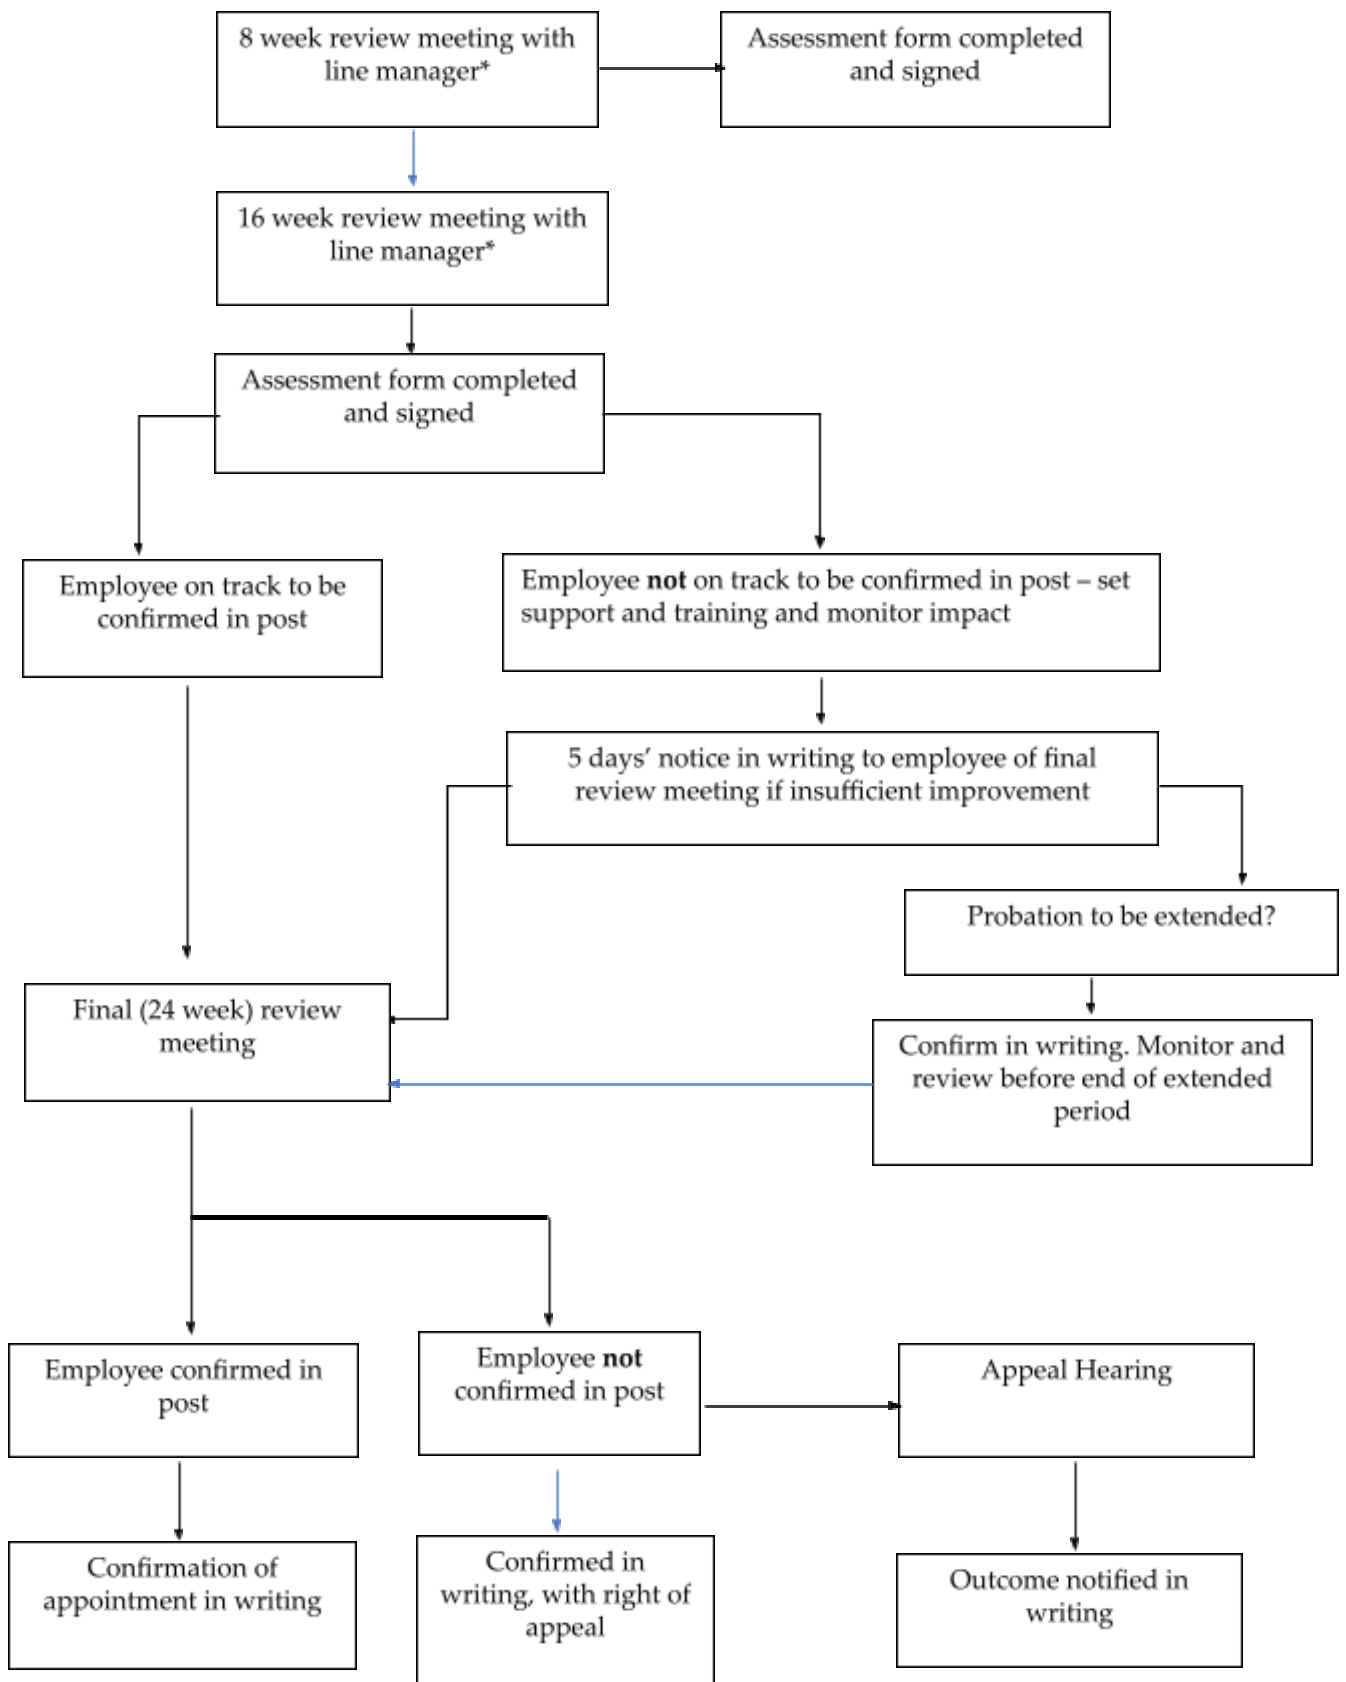 8 week review meeting with
line manager*
Assessment form completed
and signed
16 week review meeting with
line manager*
Assessment form completed
and signed
Employee on track to be
confirmed in post
Employee not on track to be confirmed in post – set
support and training and monitor impact
5 days’ notice in writing to employee of final
review meeting if insufficient improvement
Probation to be extended?
Final (24 week) review
meeting
Confirm in writing. Monitor and
review before end of extended
period
Employee confirmed in
post
Employee not
confirmed in post
Appeal Hearing
Confirmation of
appointment in writing
Confirmed in
writing, with right of
appeal
Outcome notified in
writing